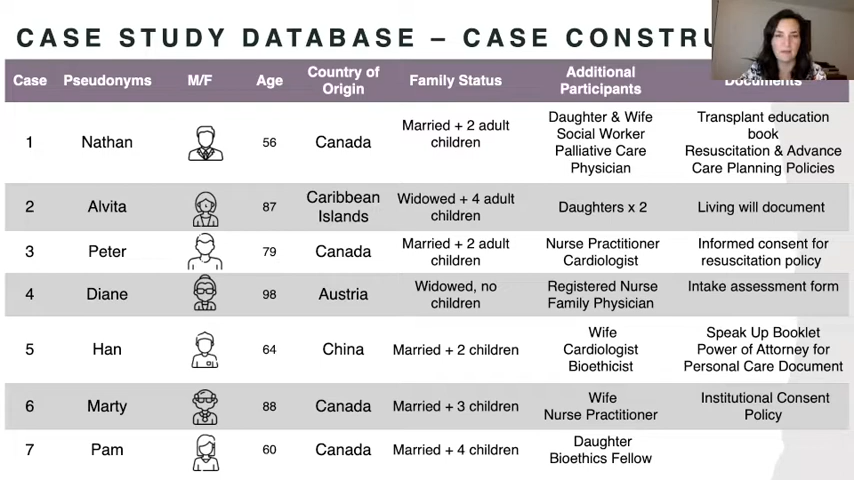 CASE STUDY DATABASE – CASE CONSTRU
Case Pseudonyms M/F Age Country of Origin Family Status Additional Participants Documents
1 Nathan 56 Canada Married + 2 adult children Daughter & Wife Social Worker Palliative Care Physician Transplant education book Resuscitation & Advance Care Planning Policies
2 Alvita 87 Caribbean Islands Widowed + 4 adult children Daughters x 2 Living will document
3 Peter 79 Canada Married + 2 adult children Nurse Practitioner Cardiologist Informed consent for resuscitation policy
4 Diane 98 Austria Widowed, no children Registered Nurse Family Physician Intake assessment form
5 Han 64 China Married + 2 children Wife Cardiologist Bioethicist Speak Up Booklet Power of Attorney for Personal Care Document
6 Marty 88 Canada Married + 3 children Wife Nurse Practitioner Institutional Consent Policy
7 Pam 60 Canada Married + 4 children Daughter Bioethics Fellow